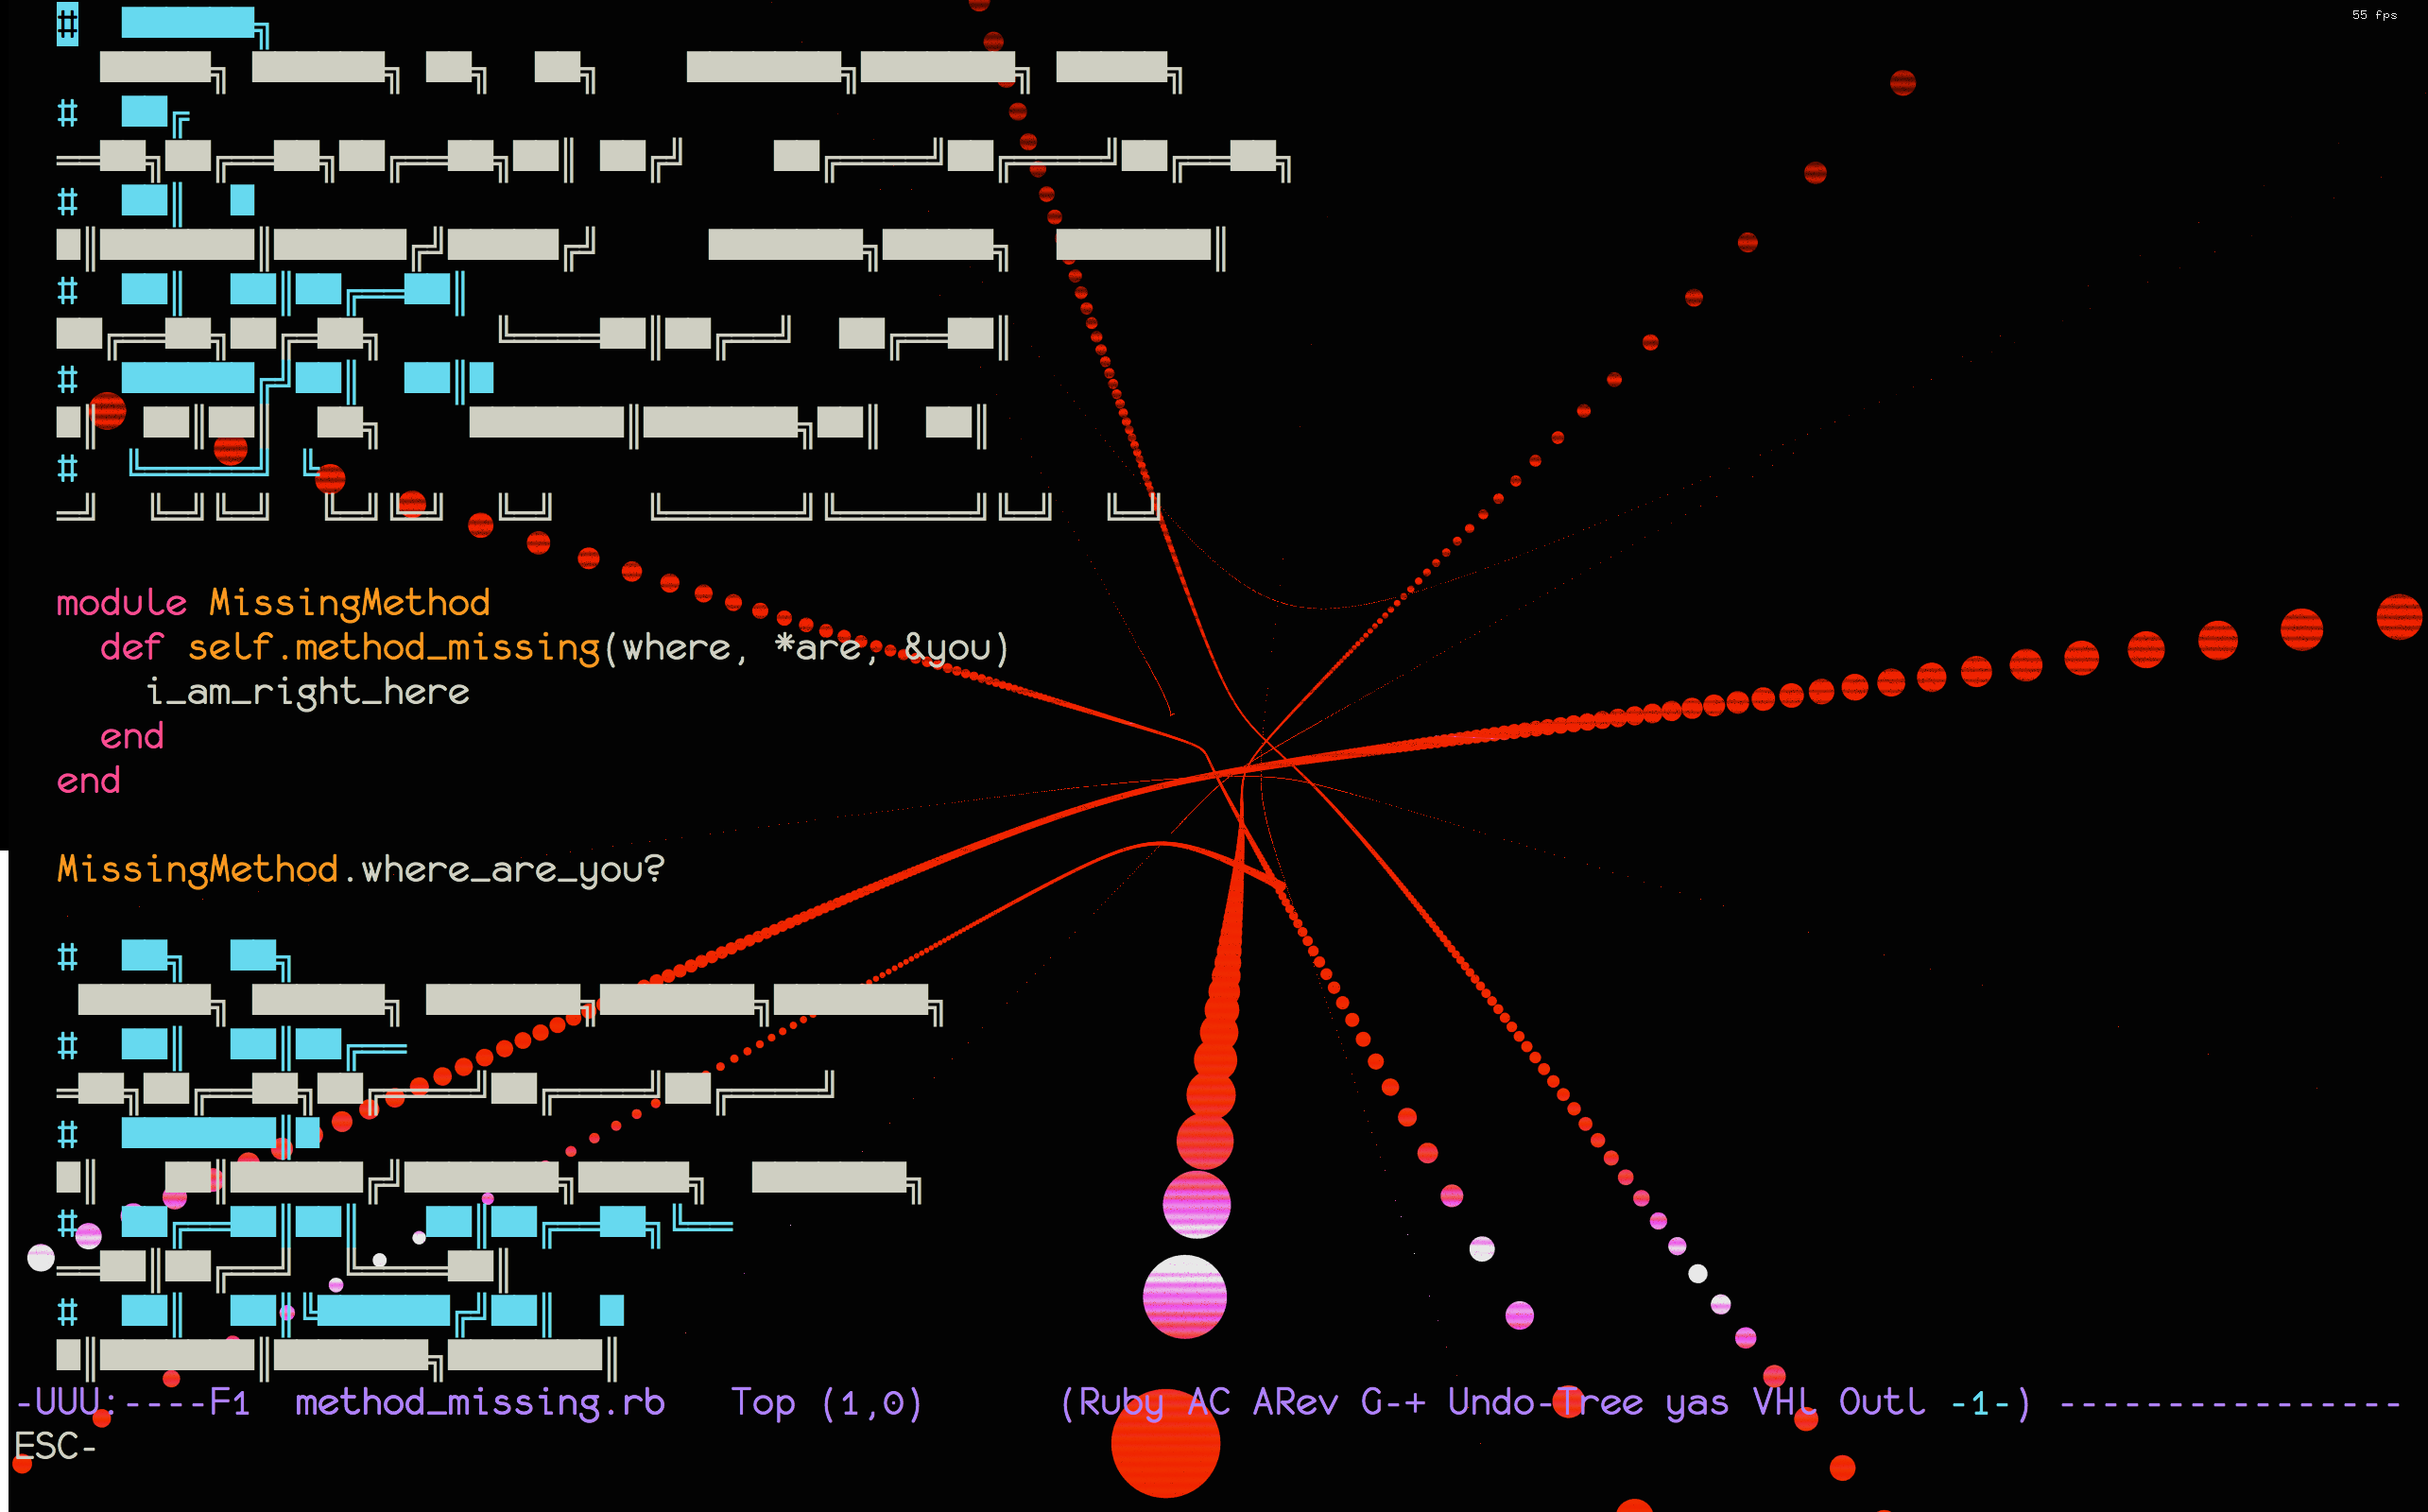 55 fps
module MissingMethod
def self.method_missing(where, *are, &you)
i_am_right_here
end
end
MissingMethod.where_are_you?
-UUU:----F1 method_missing.rb Top (1,0) (Ruby AC ARev G-+ Undo-Tree yas VHL Outl -1-) ----------------
ESC-